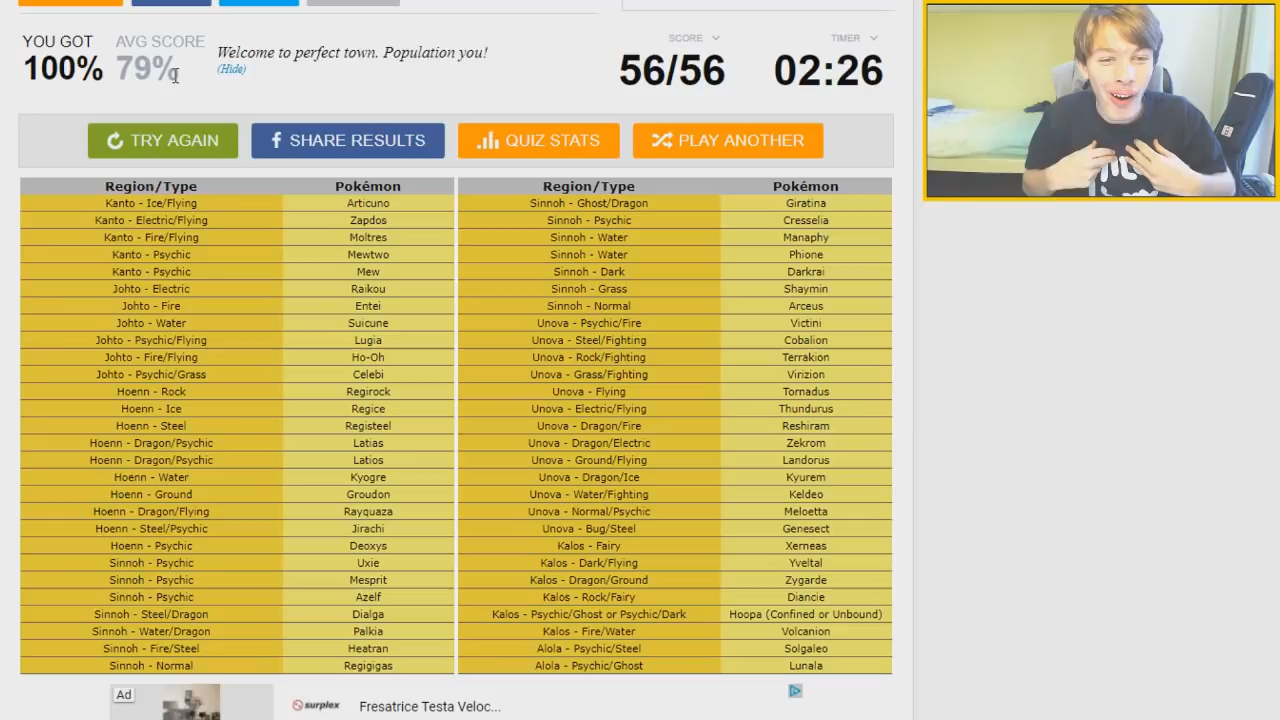 YOU GOT
100%
AVG SCORE
79%
Welcome to perfect town. Population you!
(Hide)
SCORE
56/56
TIMER
02:26
TRY AGAIN
f SHARE RESULTS
QUIZ STATS
PLAY ANOTHER
Region/Type Pokémon
Kanto - Ice/Flying Articuno
Kanto - Electric/Flying Zapdos
Kanto - Fire/Flying Moltres
Kanto - Psychic Mewtwo
Kanto - Psychic Mew
Johto - Electric Raikou
Johto - Fire Entei
Johto - Water Suicune
Johto - Psychic/Flying Lugia
Johto - Fire/Flying Ho-Oh
Johto - Psychic/Grass Celebi
Hoenn - Rock Regirock
Hoenn - Ice Regice
Hoenn - Steel Registeel
Hoenn - Dragon/Psychic Latias
Hoenn - Dragon/Psychic Latios
Hoenn - Water Kyogre
Hoenn - Ground Groudon
Hoenn - Dragon/Flying Rayquaza
Hoenn - Steel/Psychic Jirachi
Hoenn - Psychic Deoxys
Sinnoh - Psychic Uxie
Sinnoh - Psychic Mesprit
Sinnoh - Psychic Azelf
Sinnoh - Steel/Dragon Dialga
Sinnoh - Water/Dragon Palkia
Sinnoh - Fire/Steel Heatran
Sinnoh - Normal Regigigas
Region/Type Pokémon
Sinnoh - Ghost/Dragon Giratina
Sinnoh - Psychic Cresselia
Sinnoh - Water Manaphy
Sinnoh - Water Phione
Sinnoh - Dark Darkrai
Sinnoh - Grass Shaymin
Sinnoh - Normal Arceus
Unova - Psychic/Fire Victini
Unova - Steel/Fighting Cobalion
Unova - Rock/Fighting Terrakion
Unova - Grass/Fighting Virizion
Unova - Flying Tornadus
Unova - Electric/Flying Thundurus
Unova - Dragon/Fire Reshiram
Unova - Dragon/Electric Zekrom
Unova - Ground/Flying Landorus
Unova - Dragon/Ice Kyurem
Unova - Water/Fighting Keldeo
Unova - Normal/Psychic Meloetta
Unova - Bug/Steel Genesect
Kalos - Fairy Xerneas
Kalos - Dark/Flying Yveltal
Kalos - Dragon/Ground Zygarde
Kalos - Rock/Fairy Diancie
Kalos - Psychic/Ghost or Psychic/Dark Hoopa (Confined or Unbound)
Kalos - Fire/Water Volcanion
Alola - Psychic/Steel Solgaleo
Alola - Psychic/Ghost Lunala
Ad
surplex
Fresatrice Testa Veloc...